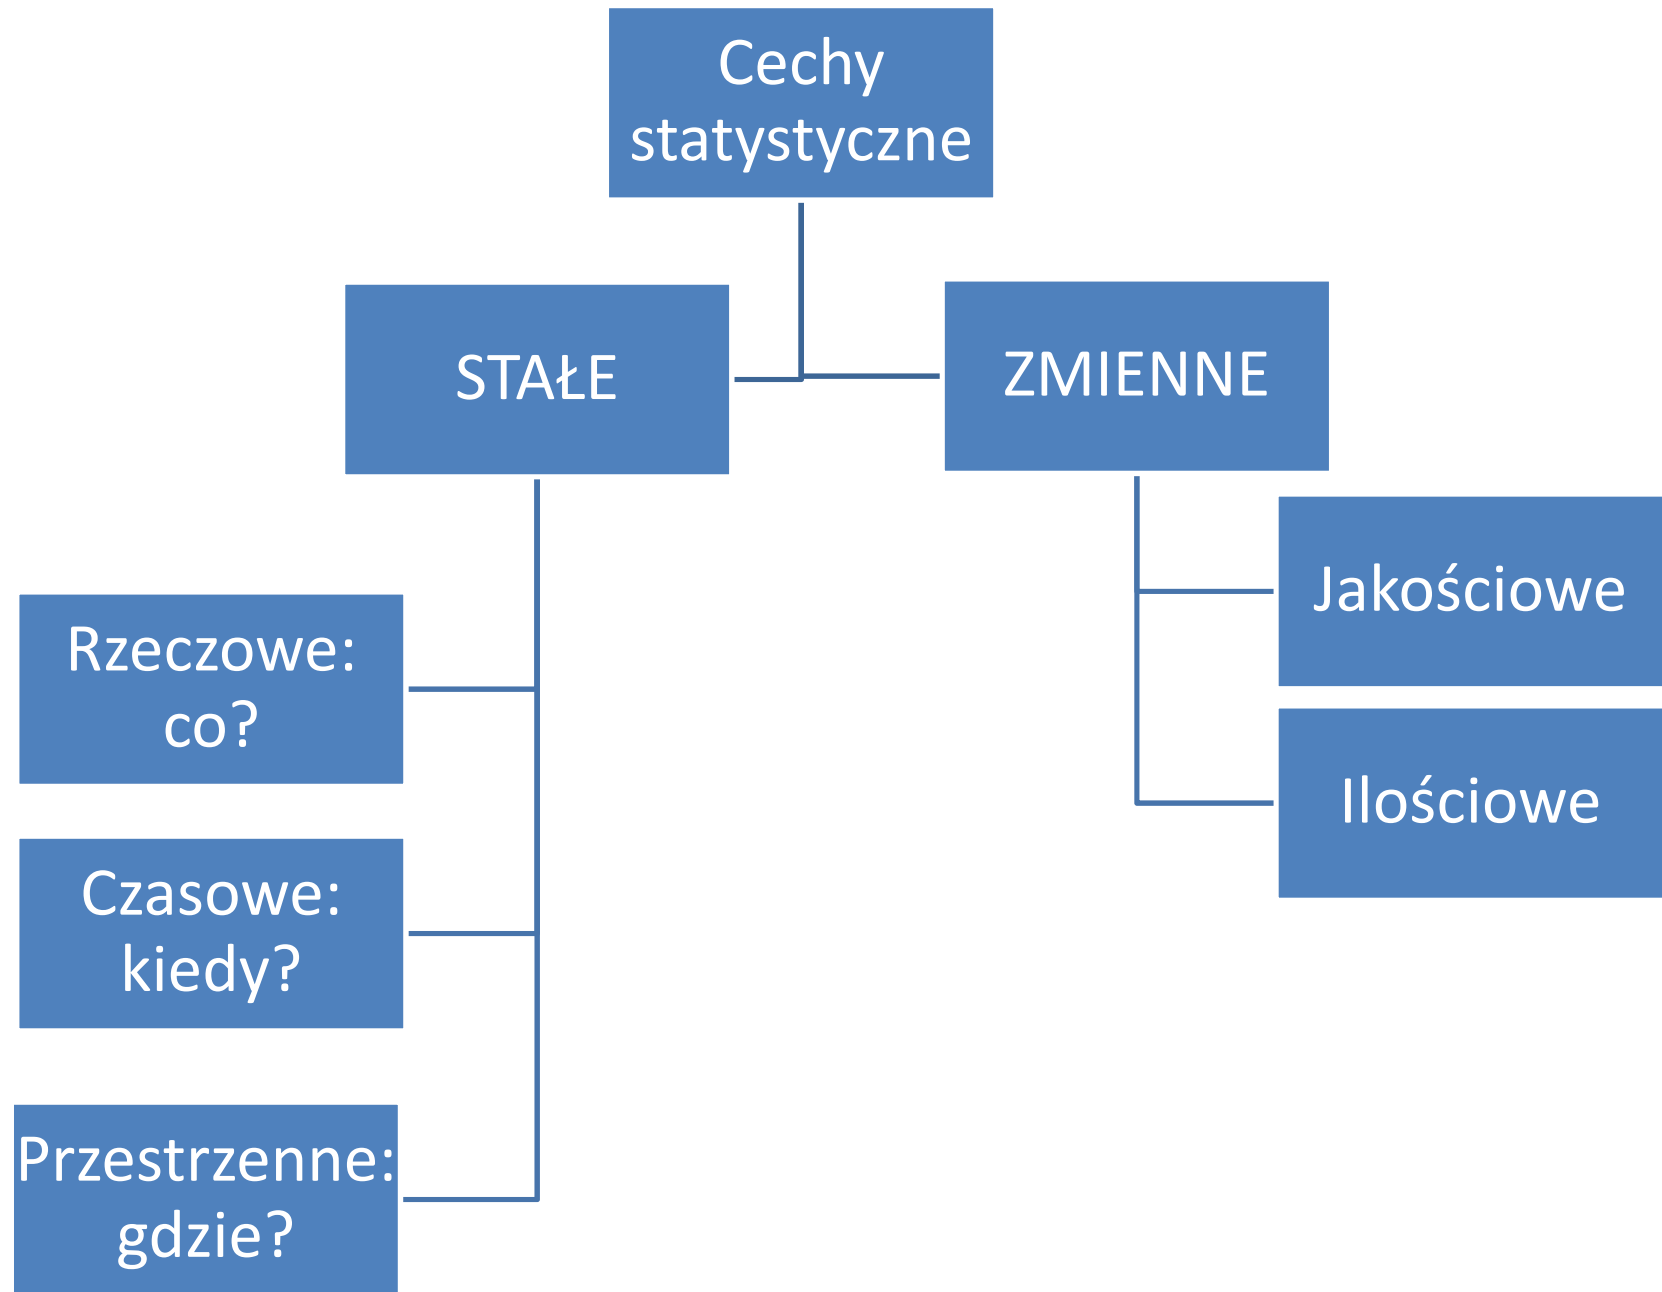 Cechy
statystyczne
STAŁE
ZMIENNE
Rzeczowe:
co?
Czasowe:
kiedy?
Przestrzenne:
gdzie?
Jakościowe
Ilościowe